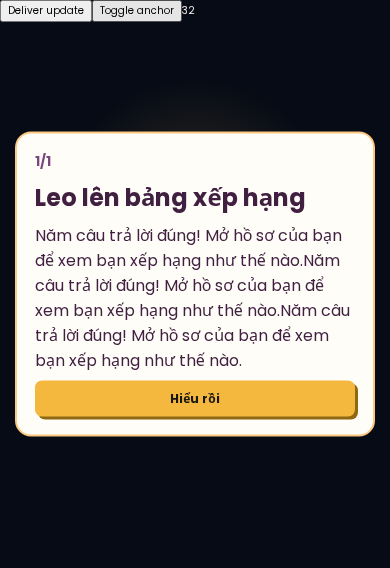 Deliver update Toggle anchor 32
1/1
Leo lên bảng xếp hạng
Năm câu trả lời đúng! Mở hồ sơ của bạn
để xem bạn xếp hạng như thế nào.Năm
câu trả lời đúng! Mở hồ sơ của bạn để
xem bạn xếp hạng như thế nào.Năm câu
trả lời đúng! Mở hồ sơ của bạn để xem
bạn xếp hạng như thế nào.
Hiểu rồi